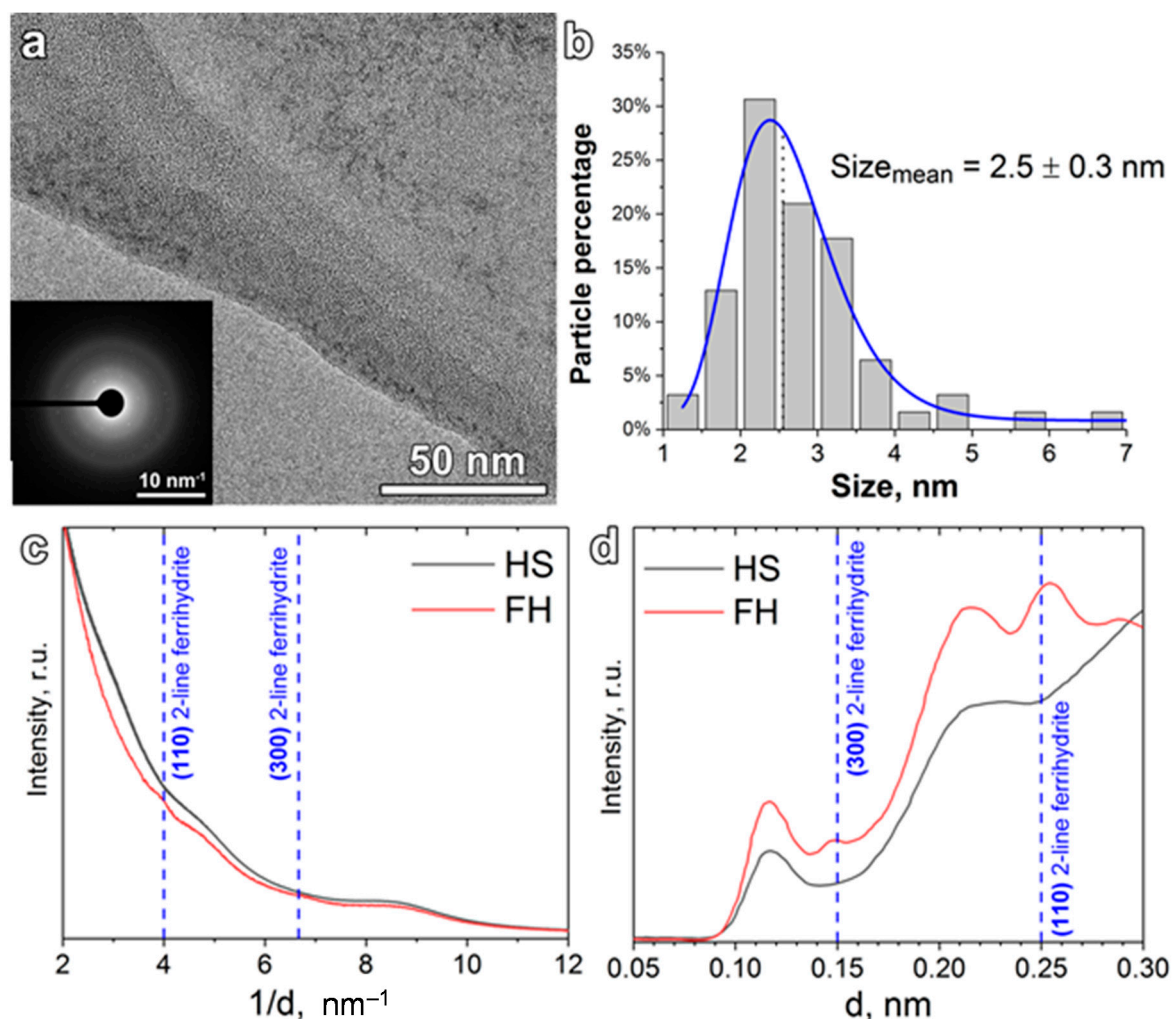 a
50 nm
10 nm⁻¹
b
35%
30%
25%
20%
15%
10%
5%
0%
Particle percentage
Size_mean = 2.5 ± 0.3 nm
1 2 3 4 5 6 7
Size, nm
c
Intensity, r.u.
HS
FH
(110) 2-line ferrihydrite
(300) 2-line ferrihydrite
2 4 6 8 10 12
1/d, nm⁻¹
d
Intensity, r.u.
HS
FH
(300) 2-line ferrihydrite
(110) 2-line ferrihydrite
0.05 0.10 0.15 0.20 0.25 0.30
d, nm